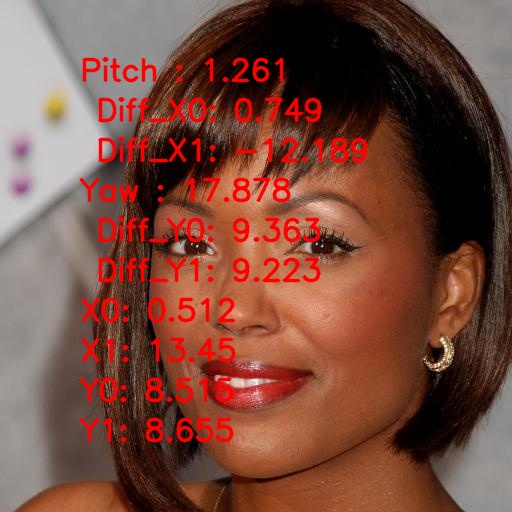 Pitch : 1.261
Diff_X0: 0.749
Diff_X1: -12.189
Yaw : 17.878
Diff_Y0: 9.363
Diff_Y1: 9.223
X0: 0.512
X1: 13.45
Y0: 8.515
Y1: 8.655